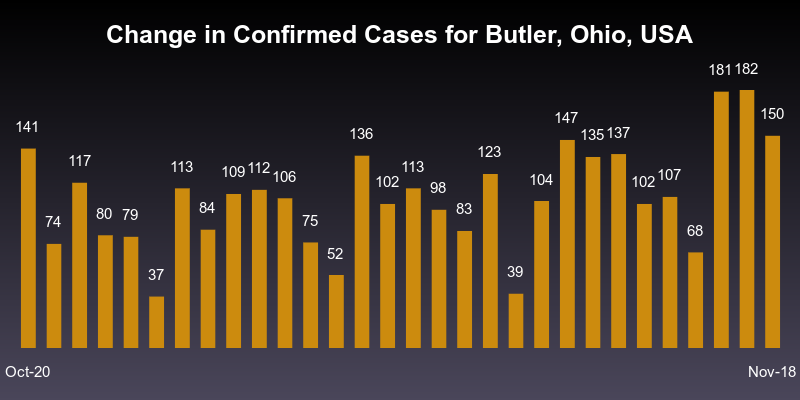 Change in Confirmed Cases for Butler, Ohio, USA
141 74 117 80 79 37 113 84 109 112 106 75 52 136 102 113 98 83 123 39 104 147 135 137 102 107 68 181 182 150
Oct-20 Nov-18